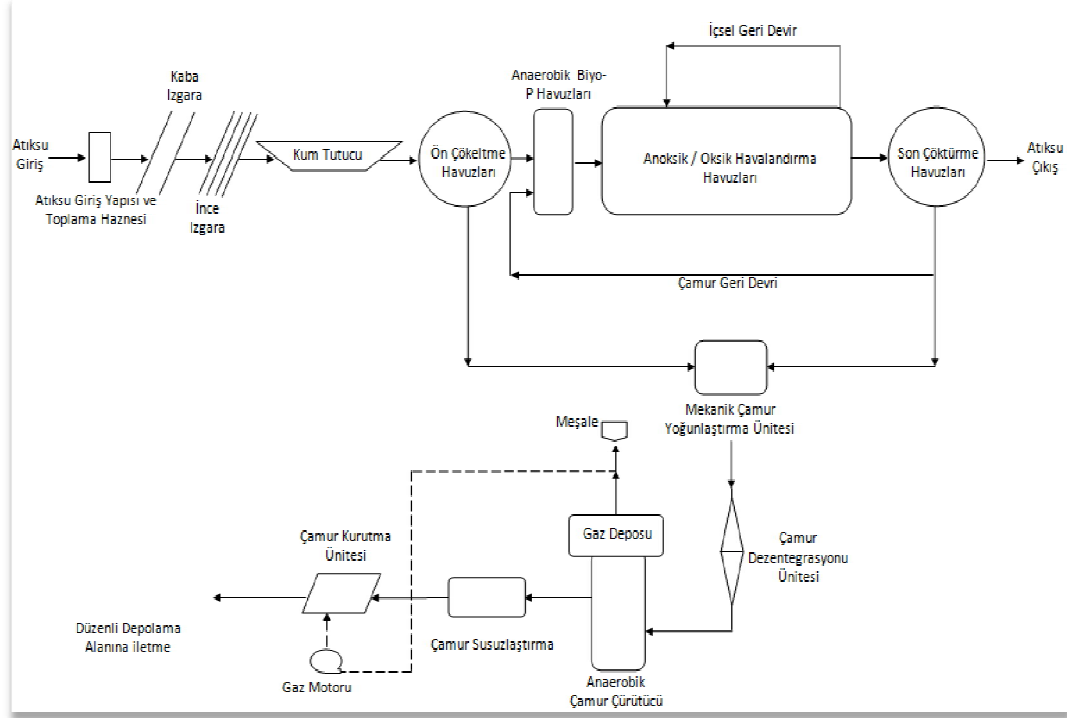 İçsel Geri Devir
Kaba
Izgara
Anaerobik Biyo-
P Havuzları
Atıksu
Giriş
Kum Tutucu
Ön Çökeltme
Havuzları
Anoksik / Oksik Havalandırma
Havuzları
Son Çöktürme
Havuzları
Atıksu
Çıkış
Atıksu Giriş Yapısı ve
Toplama Haznesi
İnce
Izgara
Çamur Geri Devri
Mekanik Çamur
Yoğunlaştırma Ünitesi
Meşale
Gaz Deposu
Çamur Kurutma
Ünitesi
Çamur
Dezentegrasyonu
Ünitesi
Düzenli Depolama
Alanına iletme
Çamur Susuzlaştırma
Gaz Motoru
Anaerobik
Çamur Çürütücü